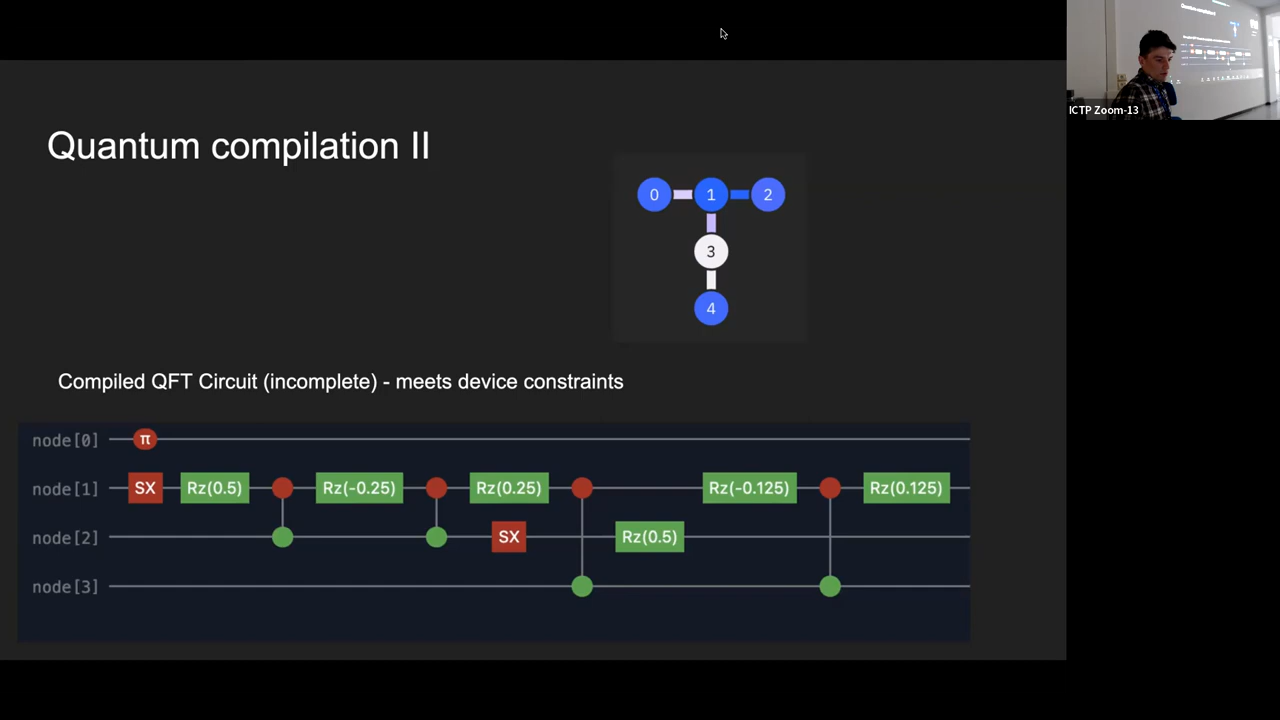 ICTP Zoom-13
Quantum compilation II
0 1 2
3
4
Compiled QFT Circuit (incomplete) - meets device constraints
node[0] π
node[1] SX Rz(0.5) Rz(-0.25) Rz(0.25) Rz(-0.125) Rz(0.125)
node[2] SX Rz(0.5)
node[3]